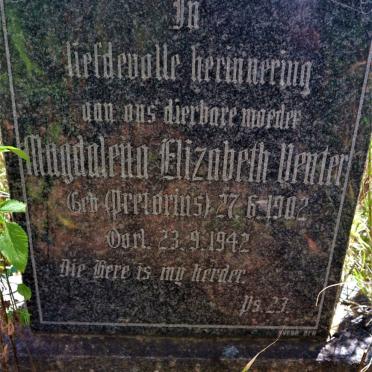 In
liefdevolle herinnering
aan ons dierbare moeder
Magdalena Elizabeth Venter
(Geb Pretorius) 27.6.1902
Oorl. 23.9.1942
Die Here is my herder.
Ps. 23.